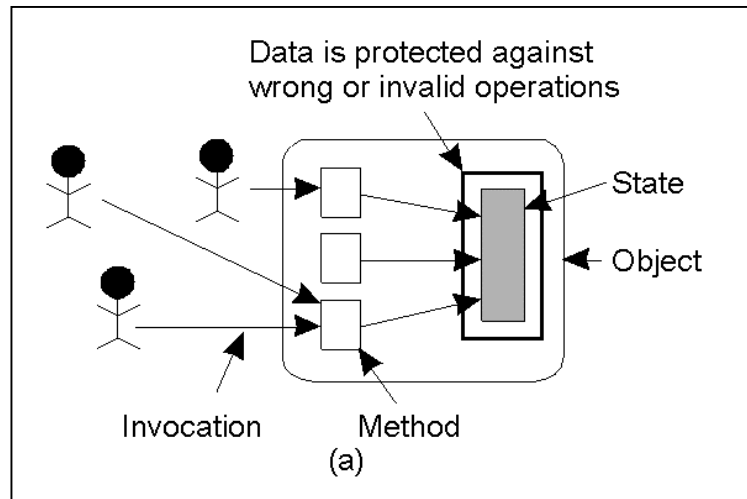 Data is protected against
wrong or invalid operations
State
Object
Invocation
Method
(a)